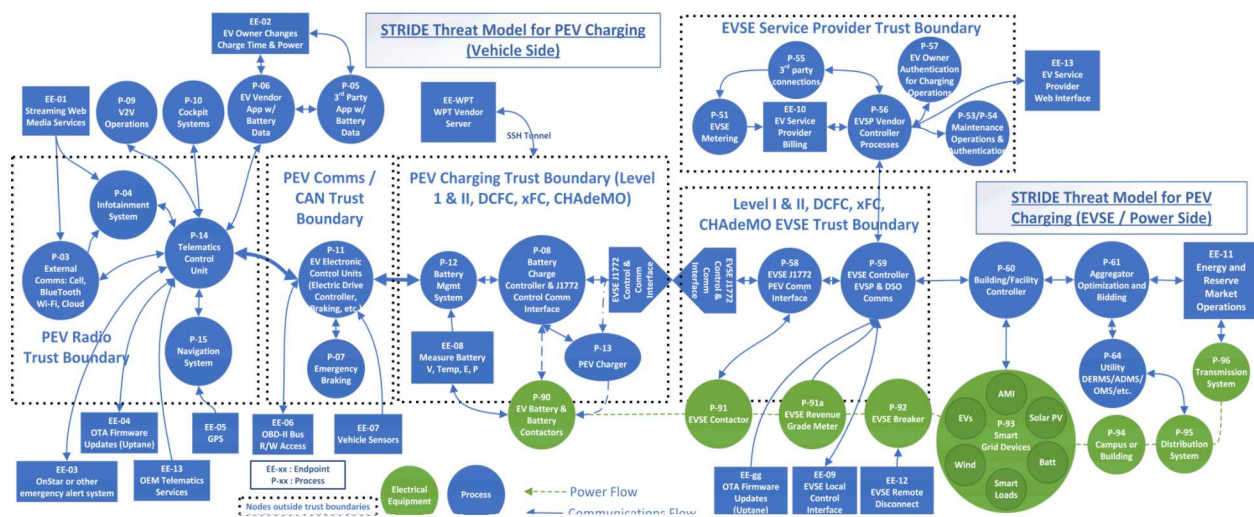 EE-02
EV Owner Changes
Charge Time & Power
STRIDE Threat Model for PEV Charging
(Vehicle Side)
EE-01
Streaming Web
Media Services
P-09
V2V
Operations
P-10
Cockpit
Systems
P-06
EV Vendor
App w/
Battery
Data
P-05
3rd Party
App w/
Battery
Data
EE-WPT
WPT Vendor
Server
SSH Tunnel
EVSE Service Provider Trust Boundary
P-55
3rd party
connections
P-57
EV Owner
Authentication
for Charging
Operations
EE-13
EV Service
Provider
Web Interface
P-51
EVSE
Metering
EE-10
EV Service
Provider
Billing
P-56
EVSP Vendor
Controller
Processes
P-53/P-54
Maintenance
Operations &
Authentication
PEV Radio
Trust Boundary
P-04
Infotainment
System
P-03
External
Comms: Cell,
BlueTooth
Wi-Fi, Cloud
P-14
Telematics
Control
Unit
P-15
Navigation
System
PEV Comms /
CAN Trust
Boundary
P-11
EV Electronic
Control Units
(Electric Drive
Controller,
Braking, etc.)
P-07
Emergency
Braking
PEV Charging Trust Boundary (Level
1 & II, DCFC, xFC, CHAdeMO)
P-12
Battery
Mgmt
System
P-08
Battery
Charge
Controller & J1772
Control Comm
Interface
EVSE J1772
Control &
Comm
Interface
EE-08
Measure Battery
V, Temp, E, P
P-13
PEV Charger
P-90
EV Battery &
Battery
Contactors
Level I & II, DCFC, xFC,
CHAdeMO EVSE Trust Boundary
EVSE J1772
Control &
Comm
Interface
P-58
EVSE J1772
PEV Comm
Interface
P-59
EVSE Controller
EVSP & DSO
Comms
STRIDE Threat Model for PEV
Charging (EVSE / Power Side)
P-60
Building/Facility
Controller
P-61
Aggregator
Optimization and
Bidding
EE-11
Energy and
Reserve
Market
Operations
P-64
Utility
DERMS/ADMS/
OMS/etc.
P-96
Transmission
System
P-91
EVSE Contactor
P-91a
EVSE Revenue
Grade Meter
P-92
EVSE Breaker
AMI
EVs
Solar PV
P-93
Smart
Grid Devices
Wind
Batt
Smart
Loads
P-94
Campus or
Building
P-95
Distribution
System
EE-04
OTA Firmware
Updates (Uptane)
EE-05
GPS
EE-06
OBD-II Bus
R/W Access
EE-07
Vehicle Sensors
EE-03
OnStar or other
emergency alert system
EE-13
OEM Telematics
Services
EE-xx : Endpoint
P-xx : Process
Nodes outside trust boundaries
Electrical
Equipment
Process
Power Flow
Communications Flow
EE-gg
OTA Firmware
Updates (Uptane)
EE-09
EVSE Local
Control
Interface
EE-12
EVSE Remote
Disconnect